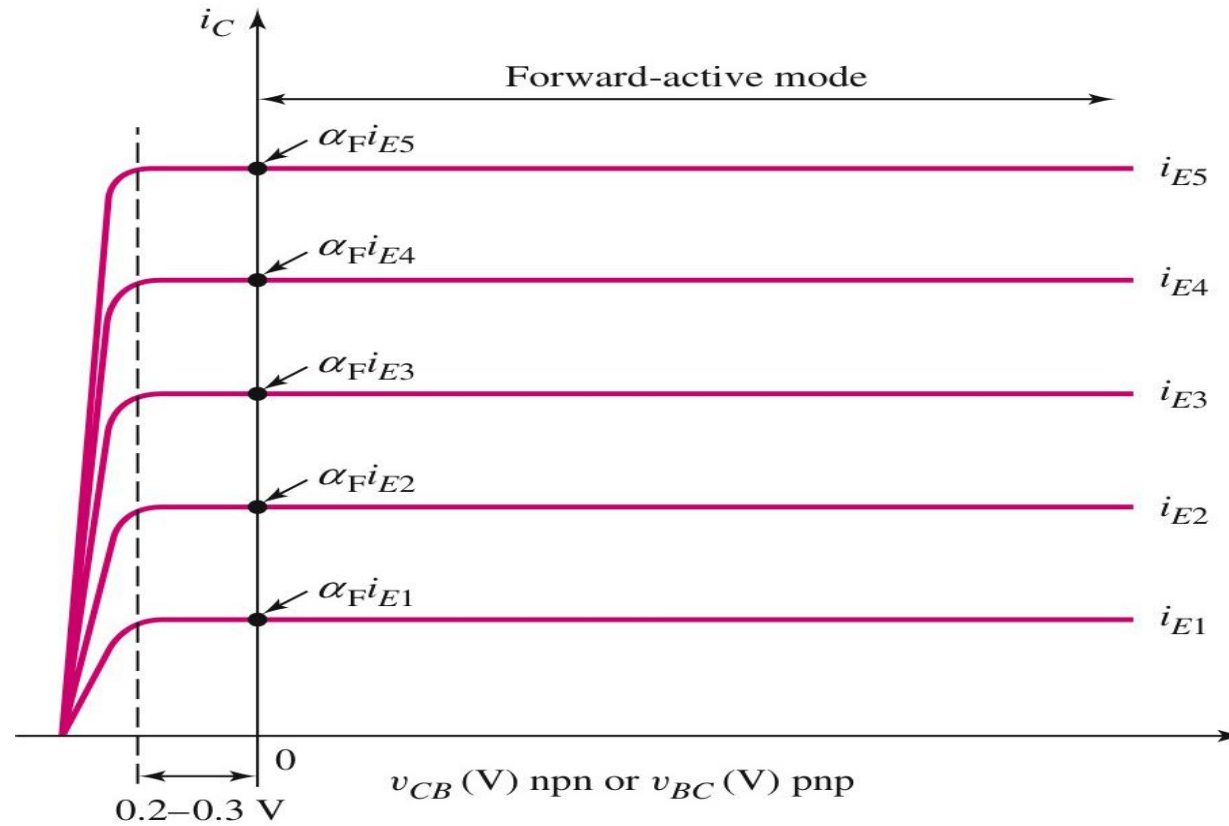 i_C
Forward-active mode
α_F i_E5
i_E5
α_F i_E4
i_E4
α_F i_E3
i_E3
α_F i_E2
i_E2
α_F i_E1
i_E1
0
v_CB (V) npn or v_BC (V) pnp
0.2–0.3 V